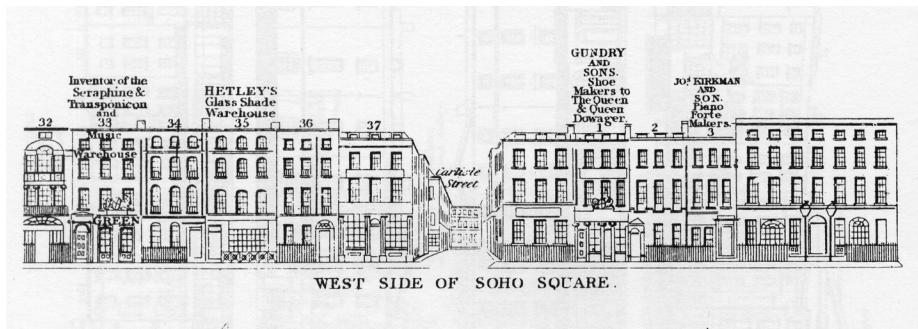 Inventor of the
Seraphine &
Transponicon
and
Music
Warehouse
GREEN
HETLEY'S
Glass Shade
Warehouse
32
33
34
35
36
37
Carlisle
Street
GUNDRY
AND
SONS.
Shoe
Makers to
The Queen
& Queen
Dowager.
1
2
JOS. KIRKMAN
AND
SON.
Piano
Forte
Makers.
3
WEST SIDE OF SOHO SQUARE.